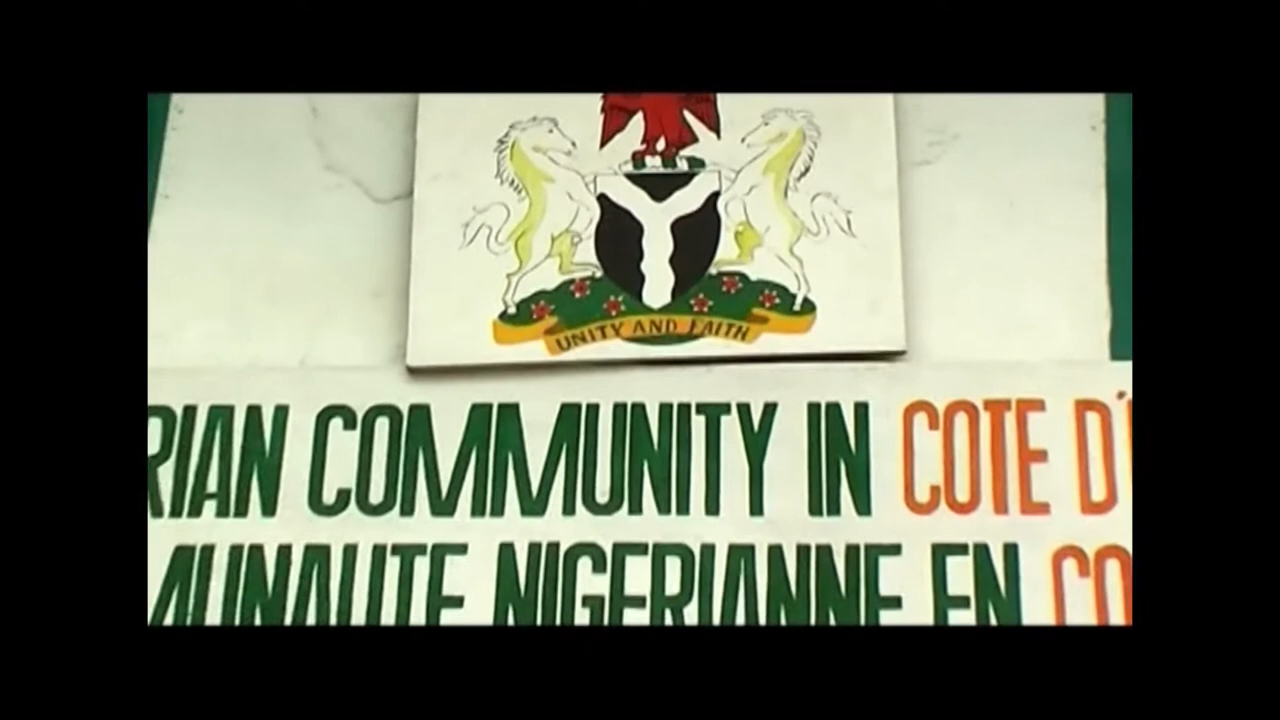 UNITY AND FAITH
RIAN COMMUNITY IN COTE D'
AUNAUTE NIGERIANNE EN CO